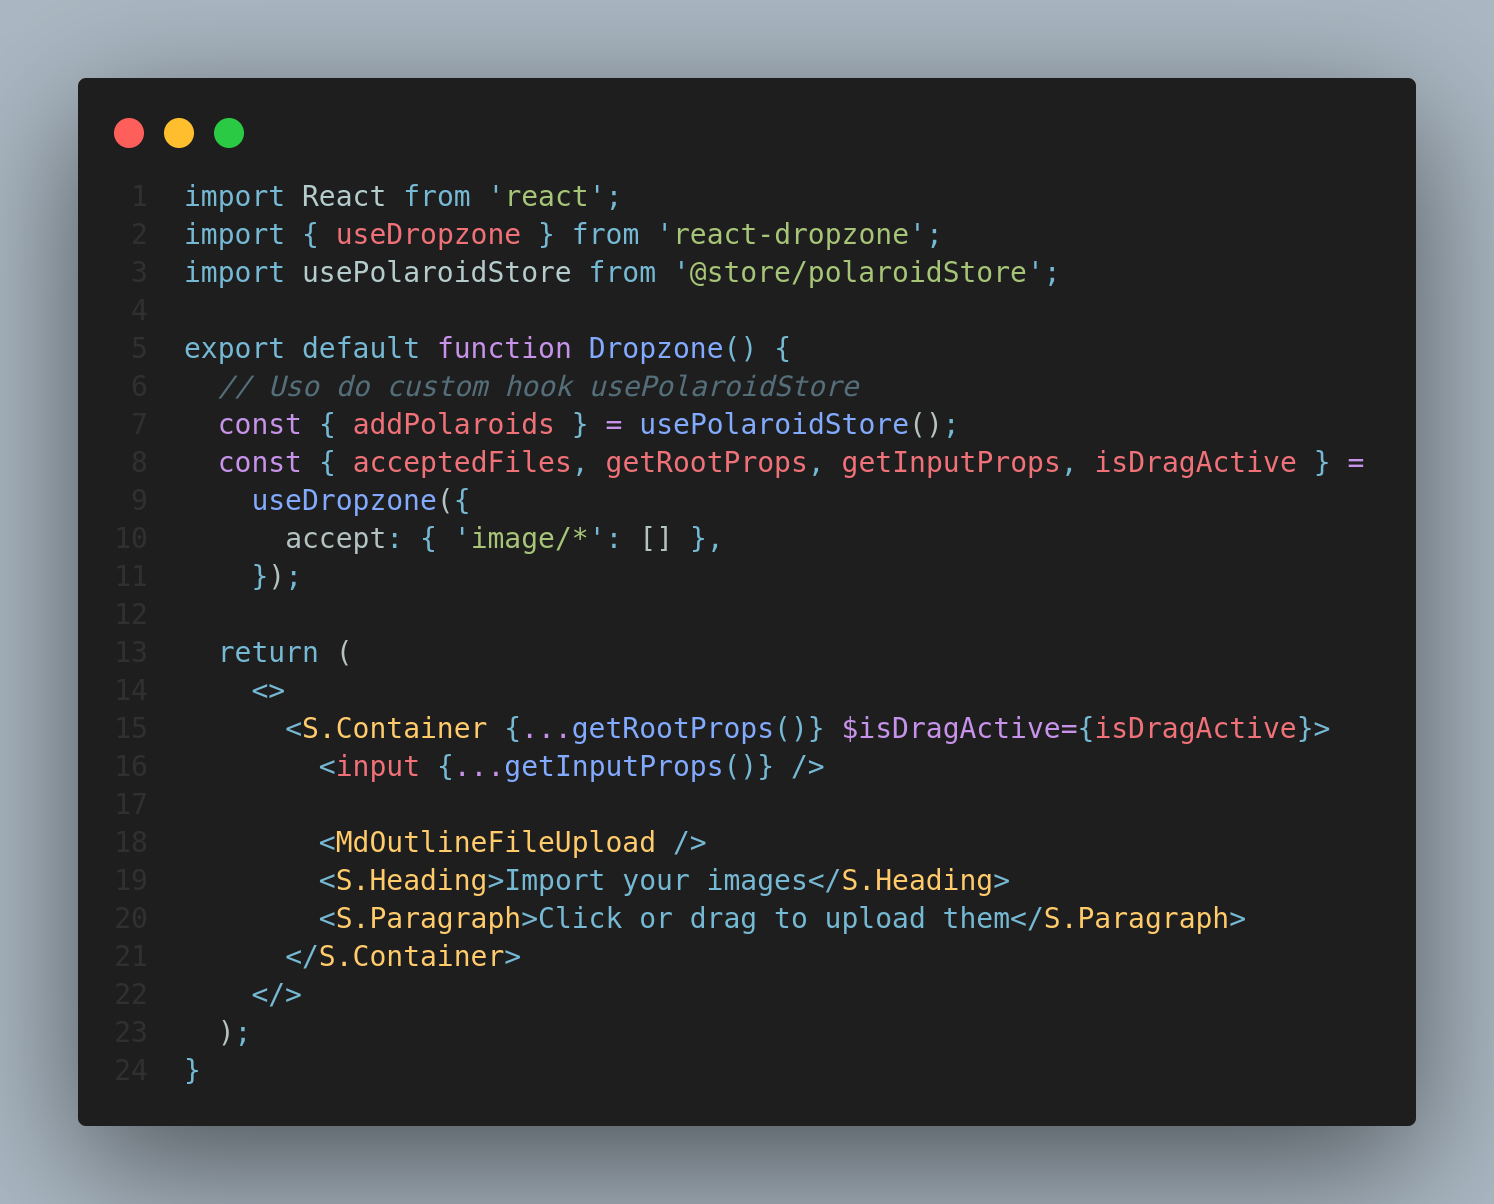 1 import React from 'react';
2 import { useDropzone } from 'react-dropzone';
3 import usePolaroidStore from '@store/polaroidStore';
4
5 export default function Dropzone() {
6   // Uso do custom hook usePolaroidStore
7   const { addPolaroids } = usePolaroidStore();
8   const { acceptedFiles, getRootProps, getInputProps, isDragActive } =
9     useDropzone({
10       accept: { 'image/*': [] },
11     });
12
13   return (
14     <>
15       <S.Container {...getRootProps()} $isDragActive={isDragActive}>
16         <input {...getInputProps()} />
17
18         <MdOutlineFileUpload />
19         <S.Heading>Import your images</S.Heading>
20         <S.Paragraph>Click or drag to upload them</S.Paragraph>
21       </S.Container>
22     </>
23   );
24 }